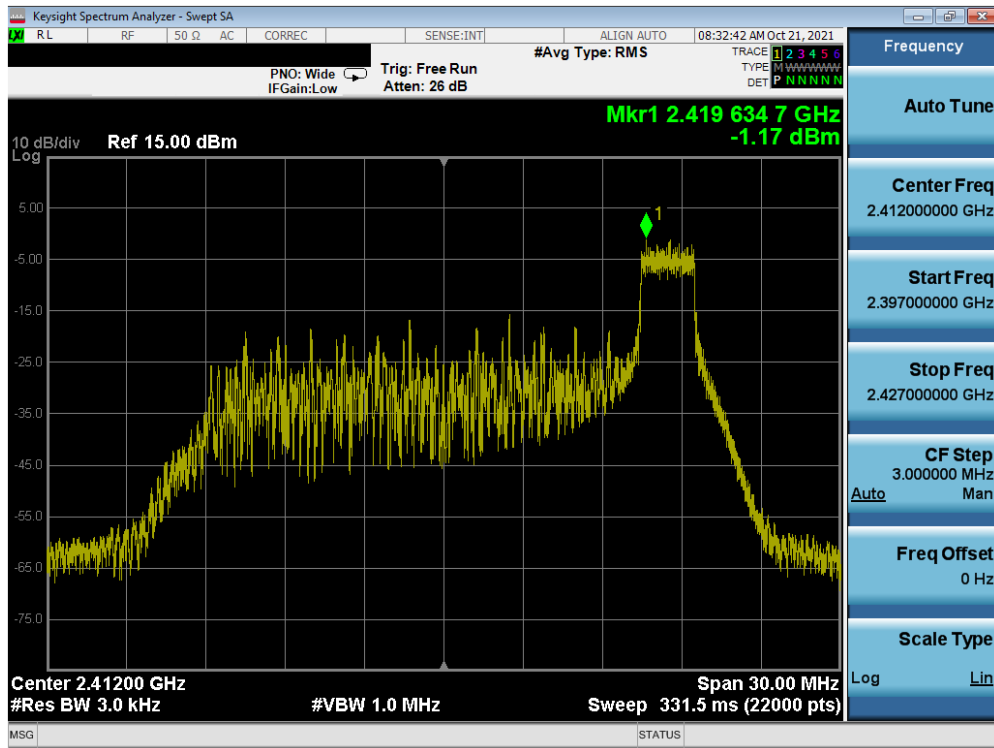 Keysight Spectrum Analyzer - Swept SA
LXI RL RF 50 Ω AC CORREC SENSE:INT ALIGN AUTO 08:32:42 AM Oct 21, 2021
#Avg Type: RMS
TRACE 1 2 3 4 5 6
TYPE M W W W W W
DET P N N N N N
PNO: Wide
IFGain:Low
Trig: Free Run
Atten: 26 dB
Mkr1 2.419 634 7 GHz
-1.17 dBm
10 dB/div
Log
Ref 15.00 dBm
1
5.00
-5.00
-15.0
-25.0
-35.0
-45.0
-55.0
-65.0
-75.0
Center 2.41200 GHz
Span 30.00 MHz
#Res BW 3.0 kHz
#VBW 1.0 MHz
Sweep 331.5 ms (22000 pts)
MSG
STATUS
Frequency
Auto Tune
Center Freq
2.412000000 GHz
Start Freq
2.397000000 GHz
Stop Freq
2.427000000 GHz
CF Step
3.000000 MHz
Auto Man
Freq Offset
0 Hz
Scale Type
Log Lin